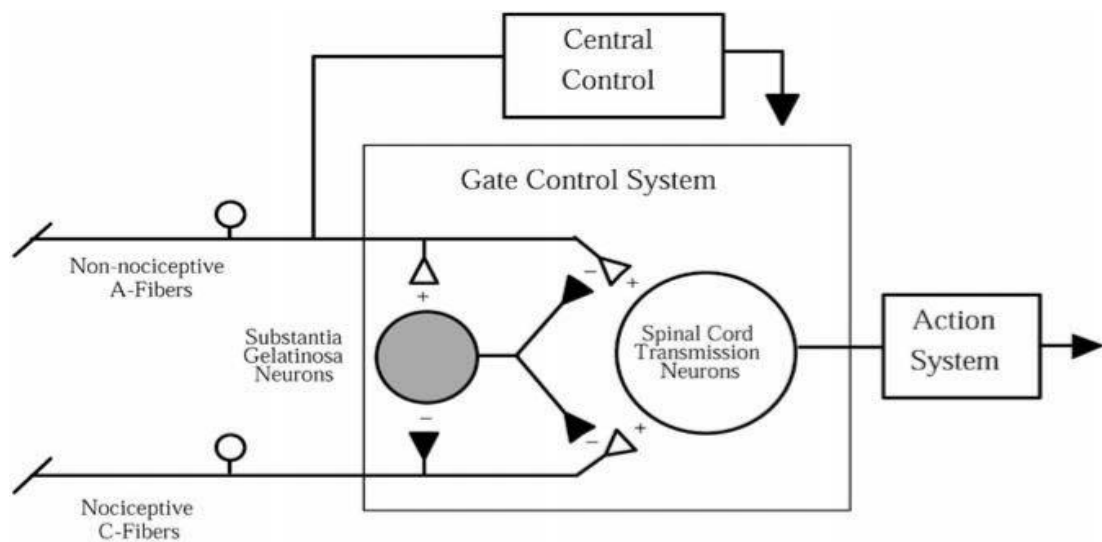 Central
Control
Gate Control System
Non-nociceptive
A-Fibers
+
−
+
Substantia
Gelatinosa
Neurons
Spinal Cord
Transmission
Neurons
Action
System
−
−
+
Nociceptive
C-Fibers